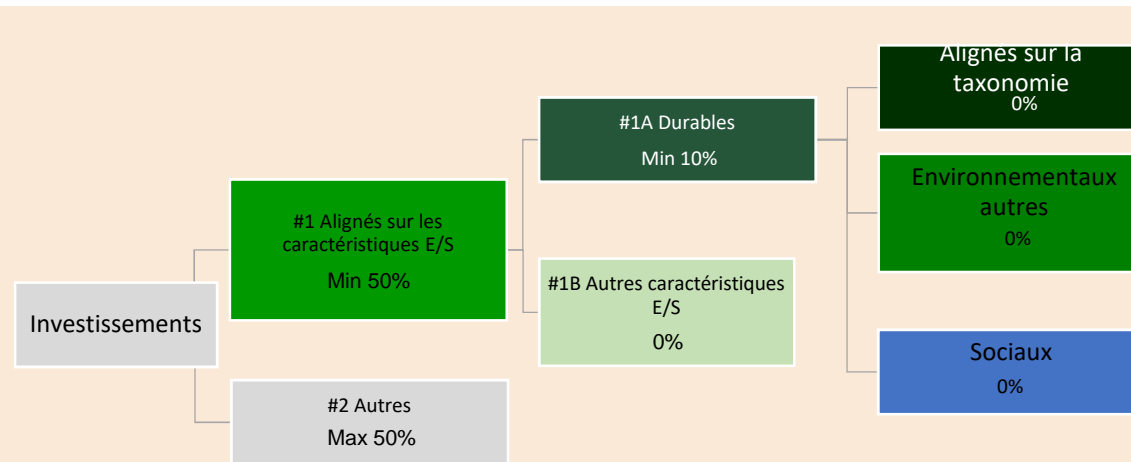 Investissements
#1 Alignés sur les
caractéristiques E/S
Min 50%
#2 Autres
Max 50%
#1A Durables
Min 10%
#1B Autres caractéristiques
E/S
0%
Alignés sur la
taxonomie
0%
Environnementaux
autres
0%
Sociaux
0%